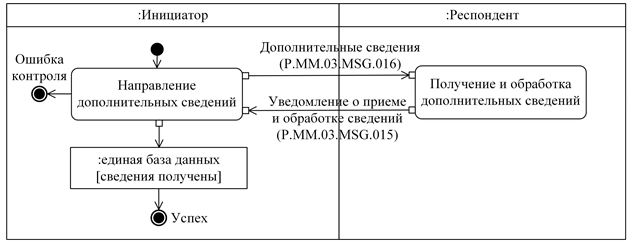 :Инициатор
:Респондент
Ошибка
контроля
Направление
дополнительных сведений
Дополнительные сведения
(P.MM.03.MSG.016)
Получение и обработка
дополнительных сведений
Уведомление о приеме
и обработке сведений
(P.MM.03.MSG.015)
:единая база данных
[сведения получены]
Успех